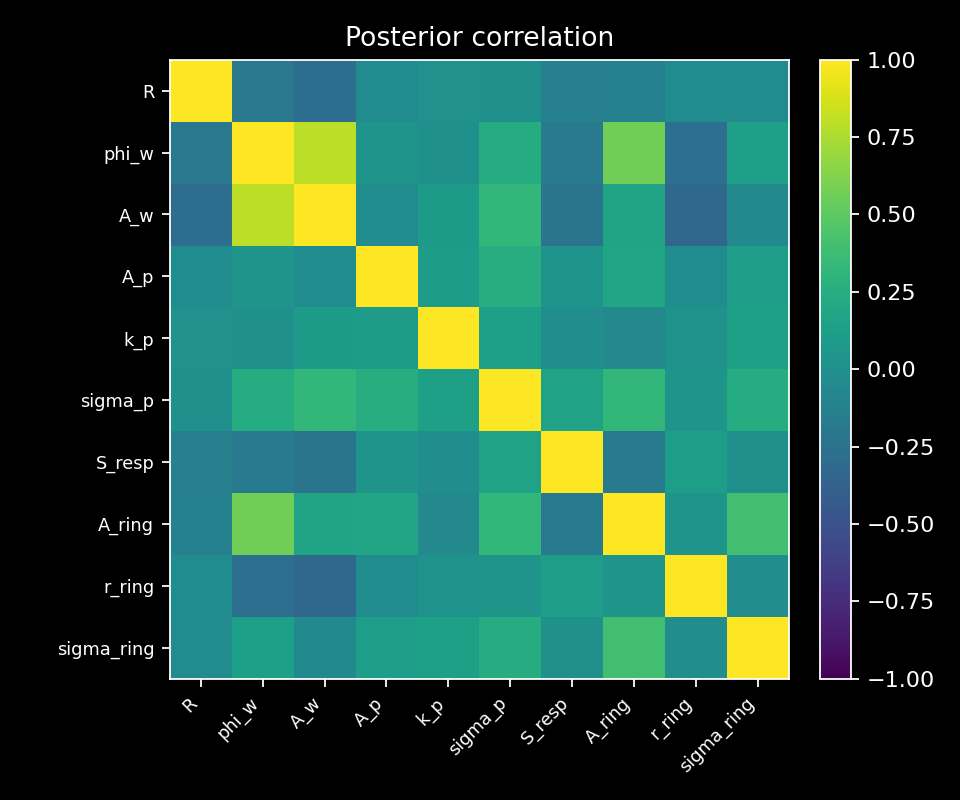 Posterior correlation
R
phi_w
A_w
A_p
k_p
sigma_p
S_resp
A_ring
r_ring
sigma_ring
R
phi_w
A_w
A_p
k_p
sigma_p
S_resp
A_ring
r_ring
sigma_ring
1.00
0.75
0.50
0.25
0.00
−0.25
−0.50
−0.75
−1.00